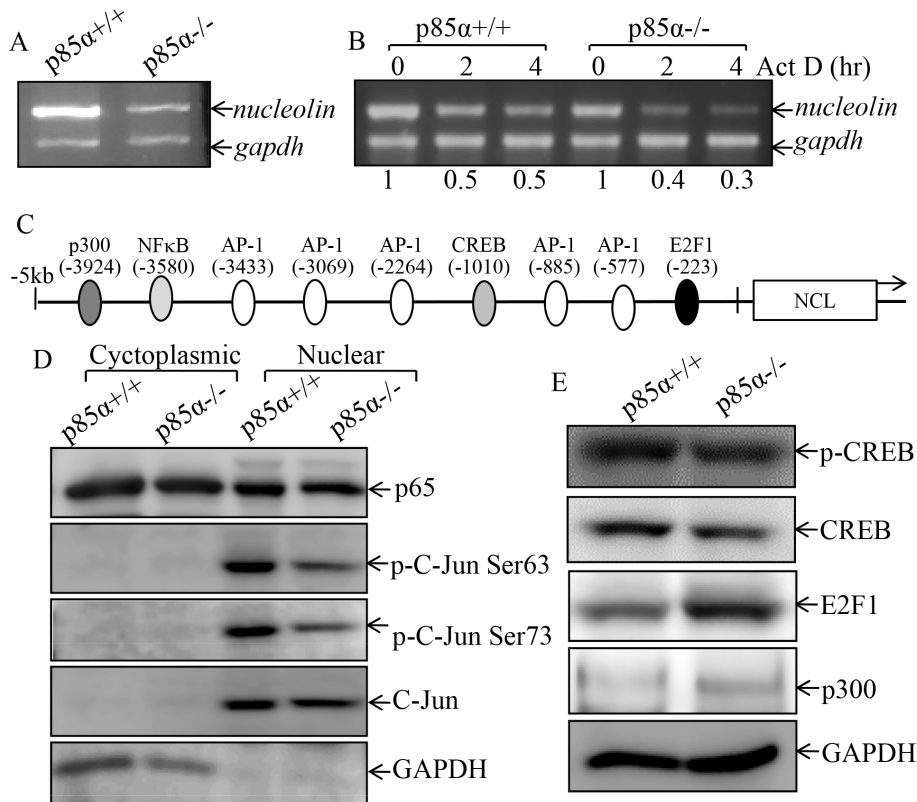 A
p85α+/+ p85α-/-
nucleolin
gapdh
B
p85α+/+ p85α-/-
0 2 4 0 2 4 Act D (hr)
nucleolin
gapdh
1 0.5 0.5 1 0.4 0.3
C
p300 NFκB AP-1 AP-1 AP-1 CREB AP-1 AP-1 E2F1
-5kb (-3924) (-3580) (-3433) (-3069) (-2264) (-1010) (-885) (-577) (-223)
NCL
D
Cyctoplasmic Nuclear
p85α+/+ p85α-/- p85α+/+ p85α-/-
p65
p-C-Jun Ser63
p-C-Jun Ser73
C-Jun
GAPDH
E
p85α+/+ p85α-/-
p-CREB
CREB
E2F1
p300
GAPDH